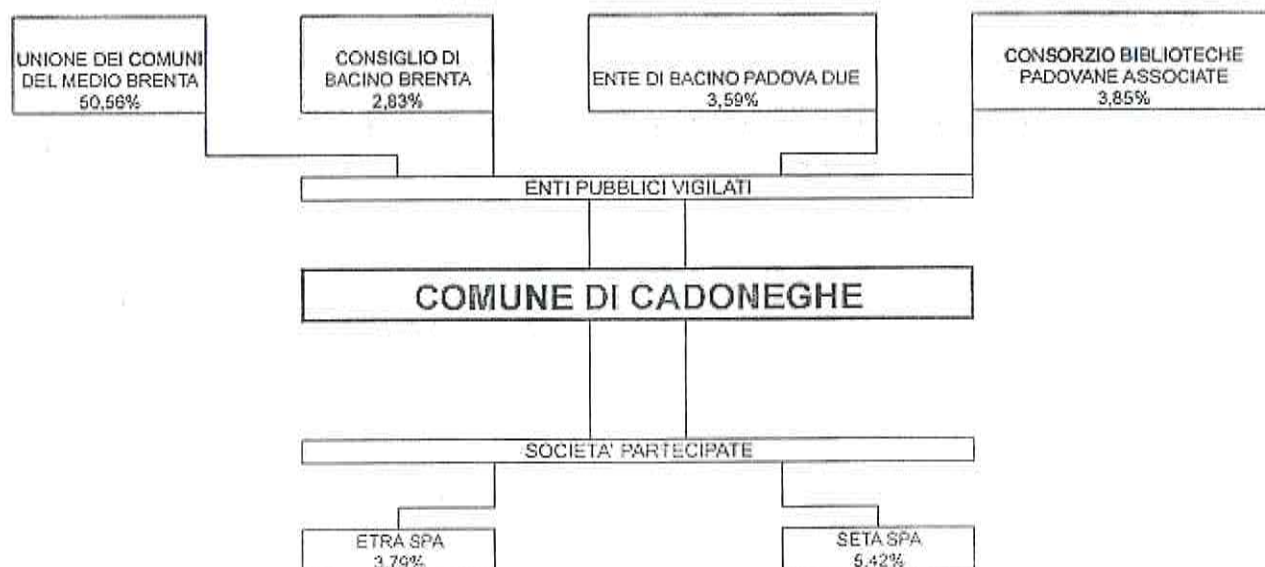 UNIONE DEI COMUNI
DEL MEDIO BRENTA
50,56%
CONSIGLIO DI
BACINO BRENTA
2,83%
ENTE DI BACINO PADOVA DUE
3,59%
CONSORZIO BIBLIOTECHE
PADOVANE ASSOCIATE
3,85%
ENTI PUBBLICI VIGILATI
COMUNE DI CADONEGHE
SOCIETA' PARTECIPATE
ETRA SPA
3,79%
SETA SPA
5,42%